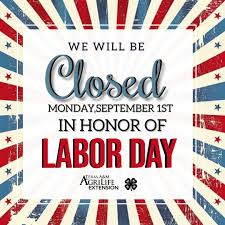 WE WILL BE
Closed
MONDAY,SEPTEMBER 1ST
IN HONOR OF
LABOR DAY
TEXAS A&M
AGRILIFE
EXTENSION